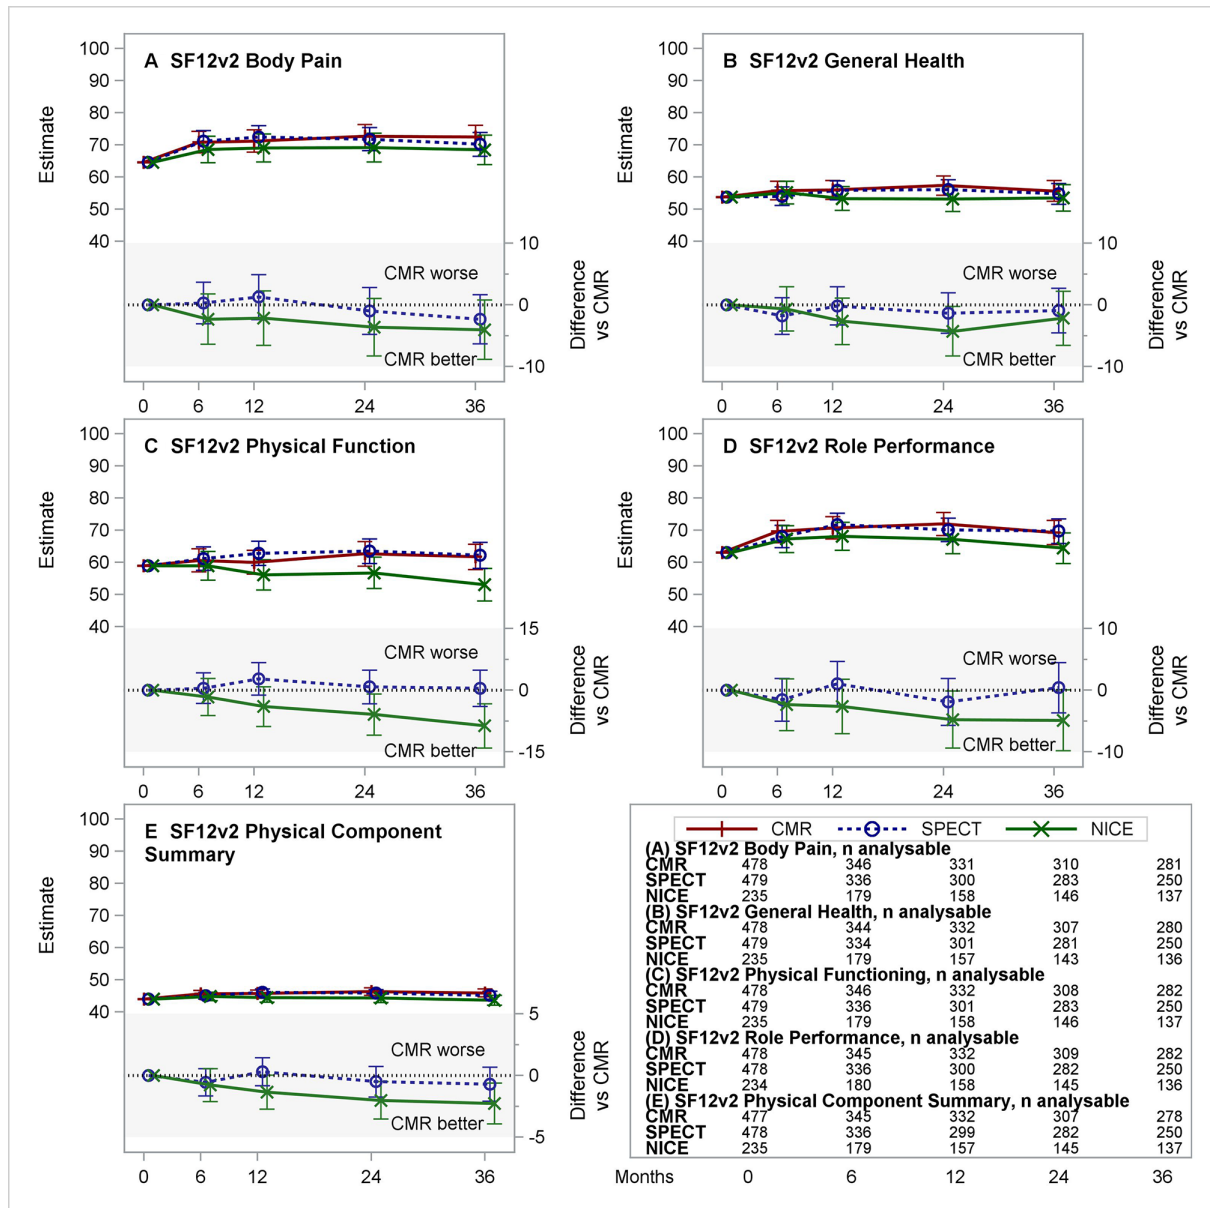 A SF12v2 Body Pain
100
90
80
70
60
50
40
Estimate
10
0
-10
Difference
vs CMR
CMR worse
CMR better
0 6 12 24 36
B SF12v2 General Health
100
90
80
70
60
50
40
Estimate
10
0
-10
Difference
vs CMR
CMR worse
CMR better
0 6 12 24 36
C SF12v2 Physical Function
100
90
80
70
60
50
40
Estimate
15
0
-15
Difference
vs CMR
CMR worse
CMR better
0 6 12 24 36
D SF12v2 Role Performance
100
90
80
70
60
50
40
Estimate
10
0
-10
Difference
vs CMR
CMR worse
CMR better
0 6 12 24 36
E SF12v2 Physical Component
Summary
100
90
80
70
60
50
40
Estimate
5
0
-5
Difference
vs CMR
CMR worse
CMR better
0 6 12 24 36
CMR SPECT NICE
(A) SF12v2 Body Pain, n analysable
CMR 478 346 331 310 281
SPECT 479 336 300 283 250
NICE 235 179 158 146 137
(B) SF12v2 General Health, n analysable
CMR 478 344 332 307 280
SPECT 479 334 301 281 250
NICE 235 179 157 143 136
(C) SF12v2 Physical Functioning, n analysable
CMR 478 346 332 308 282
SPECT 479 336 301 283 250
NICE 235 179 158 146 137
(D) SF12v2 Role Performance, n analysable
CMR 478 345 332 309 282
SPECT 478 336 300 282 250
NICE 234 180 158 145 136
(E) SF12v2 Physical Component Summary, n analysable
CMR 477 345 332 307 278
SPECT 478 336 299 282 250
NICE 235 179 157 145 137
Months 0 6 12 24 36